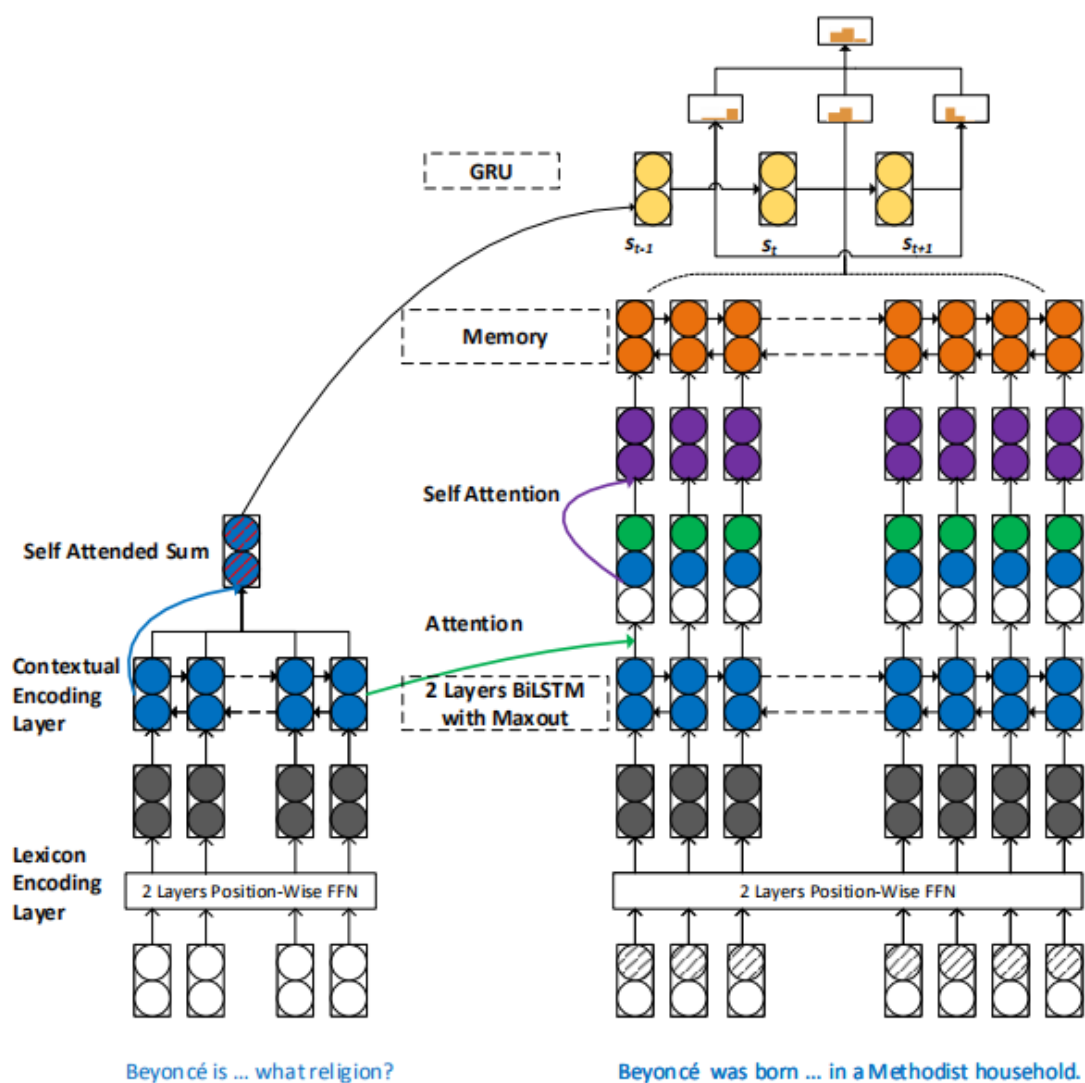 GRU
s_{t-1}
s_t
s_{t+1}
Memory
Self Attention
Self Attended Sum
Attention
Contextual
Encoding
Layer
2 Layers BiLSTM
with Maxout
Lexicon
Encoding
Layer
2 Layers Position-Wise FFN
2 Layers Position-Wise FFN
Beyoncé is ... what religion?
Beyoncé was born ... in a Methodist household.